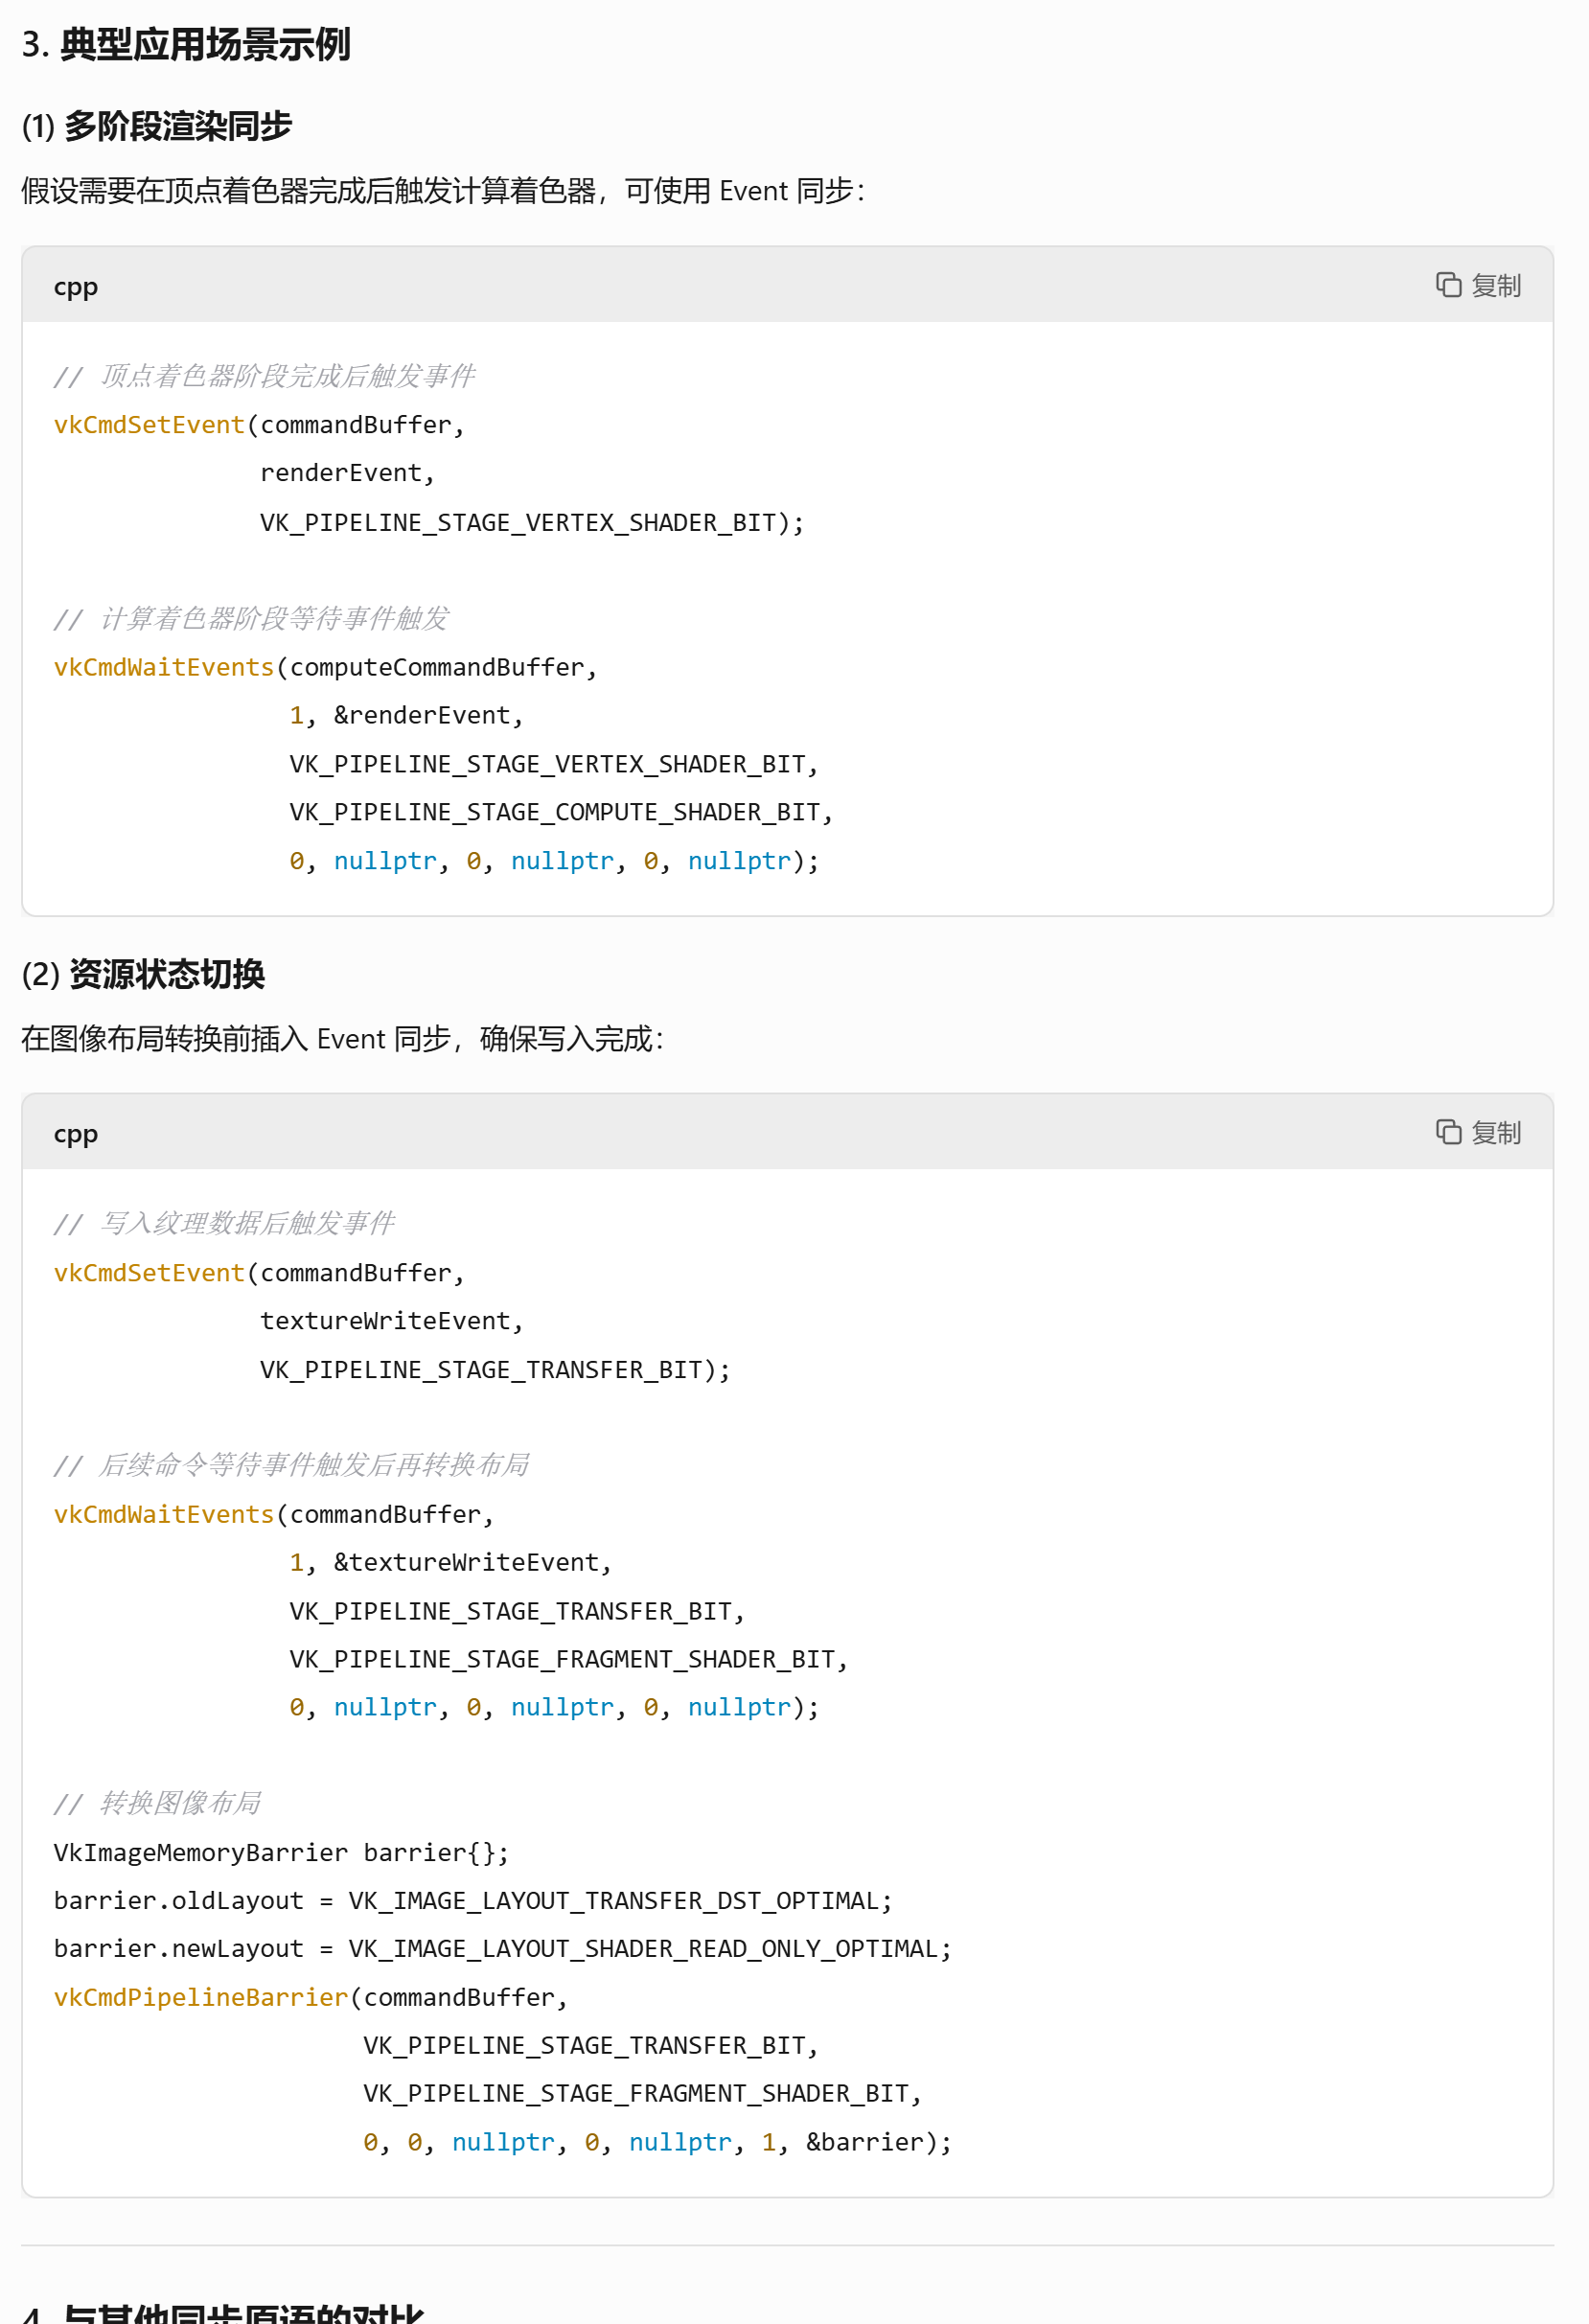 3. 典型应用场景示例
(1) 多阶段渲染同步
假设需要在顶点着色器完成后触发计算着色器，可使用 Event 同步：
cpp
复制
// 顶点着色器阶段完成后触发事件
vkCmdSetEvent(commandBuffer,
renderEvent,
VK_PIPELINE_STAGE_VERTEX_SHADER_BIT);
// 计算着色器阶段等待事件触发
vkCmdWaitEvents(computeCommandBuffer,
1, &renderEvent,
VK_PIPELINE_STAGE_VERTEX_SHADER_BIT,
VK_PIPELINE_STAGE_COMPUTE_SHADER_BIT,
0, nullptr, 0, nullptr, 0, nullptr);
(2) 资源状态切换
在图像布局转换前插入 Event 同步，确保写入完成：
cpp
复制
// 写入纹理数据后触发事件
vkCmdSetEvent(commandBuffer,
textureWriteEvent,
VK_PIPELINE_STAGE_TRANSFER_BIT);
// 后续命令等待事件触发后再转换布局
vkCmdWaitEvents(commandBuffer,
1, &textureWriteEvent,
VK_PIPELINE_STAGE_TRANSFER_BIT,
VK_PIPELINE_STAGE_FRAGMENT_SHADER_BIT,
0, nullptr, 0, nullptr, 0, nullptr);
// 转换图像布局
VkImageMemoryBarrier barrier{};
barrier.oldLayout = VK_IMAGE_LAYOUT_TRANSFER_DST_OPTIMAL;
barrier.newLayout = VK_IMAGE_LAYOUT_SHADER_READ_ONLY_OPTIMAL;
vkCmdPipelineBarrier(commandBuffer,
VK_PIPELINE_STAGE_TRANSFER_BIT,
VK_PIPELINE_STAGE_FRAGMENT_SHADER_BIT,
0, 0, nullptr, 0, nullptr, 1, &barrier);
4. 与其他同步原语的对比